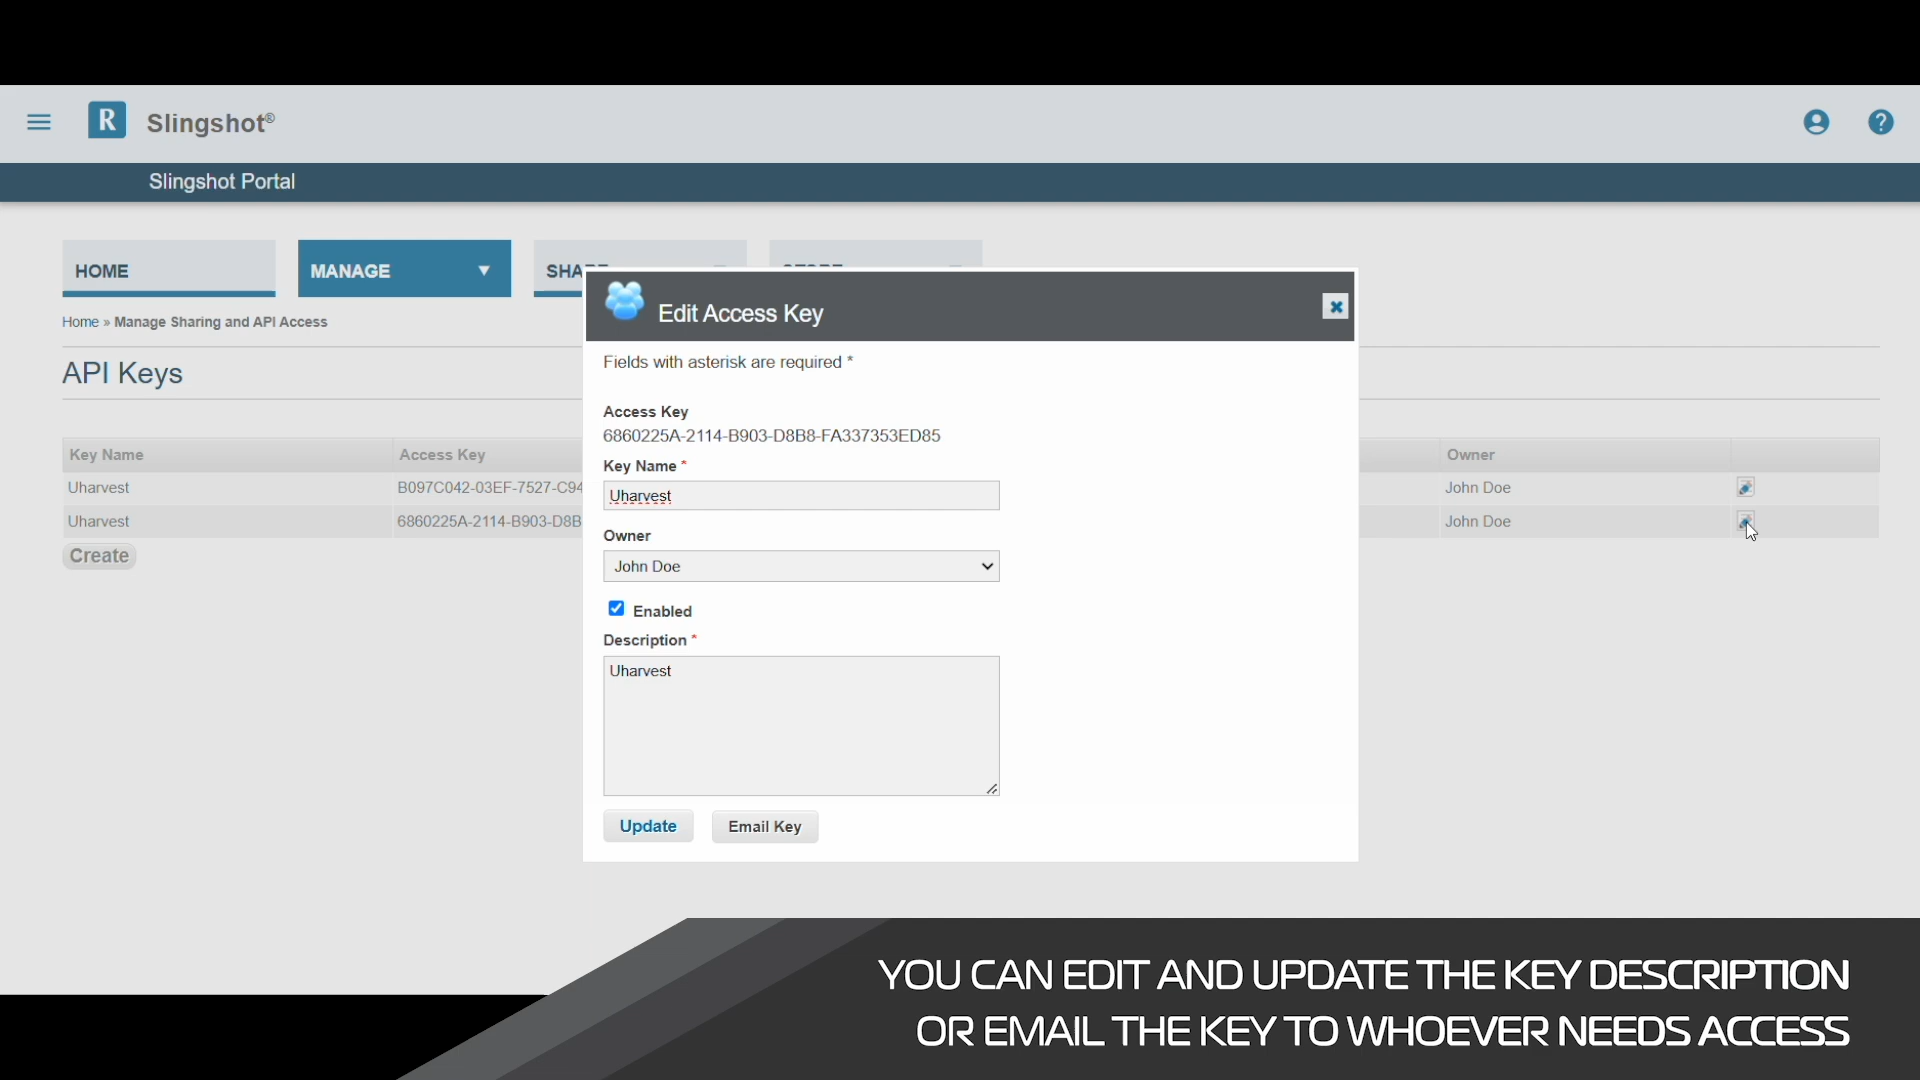 R Slingshot®
Slingshot Portal
HOME
MANAGE
Home » Manage Sharing and API Access
API Keys
Key Name Access Key Owner
Uharvest B097C042-03EF-7527-C94 John Doe
Uharvest 6860225A-2114-B903-D8B John Doe
Create
Edit Access Key
Fields with asterisk are required *
Access Key
6860225A-2114-B903-D8B8-FA337353ED85
Key Name *
Uharvest
Owner
John Doe
Enabled
Description *
Uharvest
Update Email Key
YOU CAN EDIT AND UPDATE THE KEY DESCRIPTION
OR EMAIL THE KEY TO WHOEVER NEEDS ACCESS